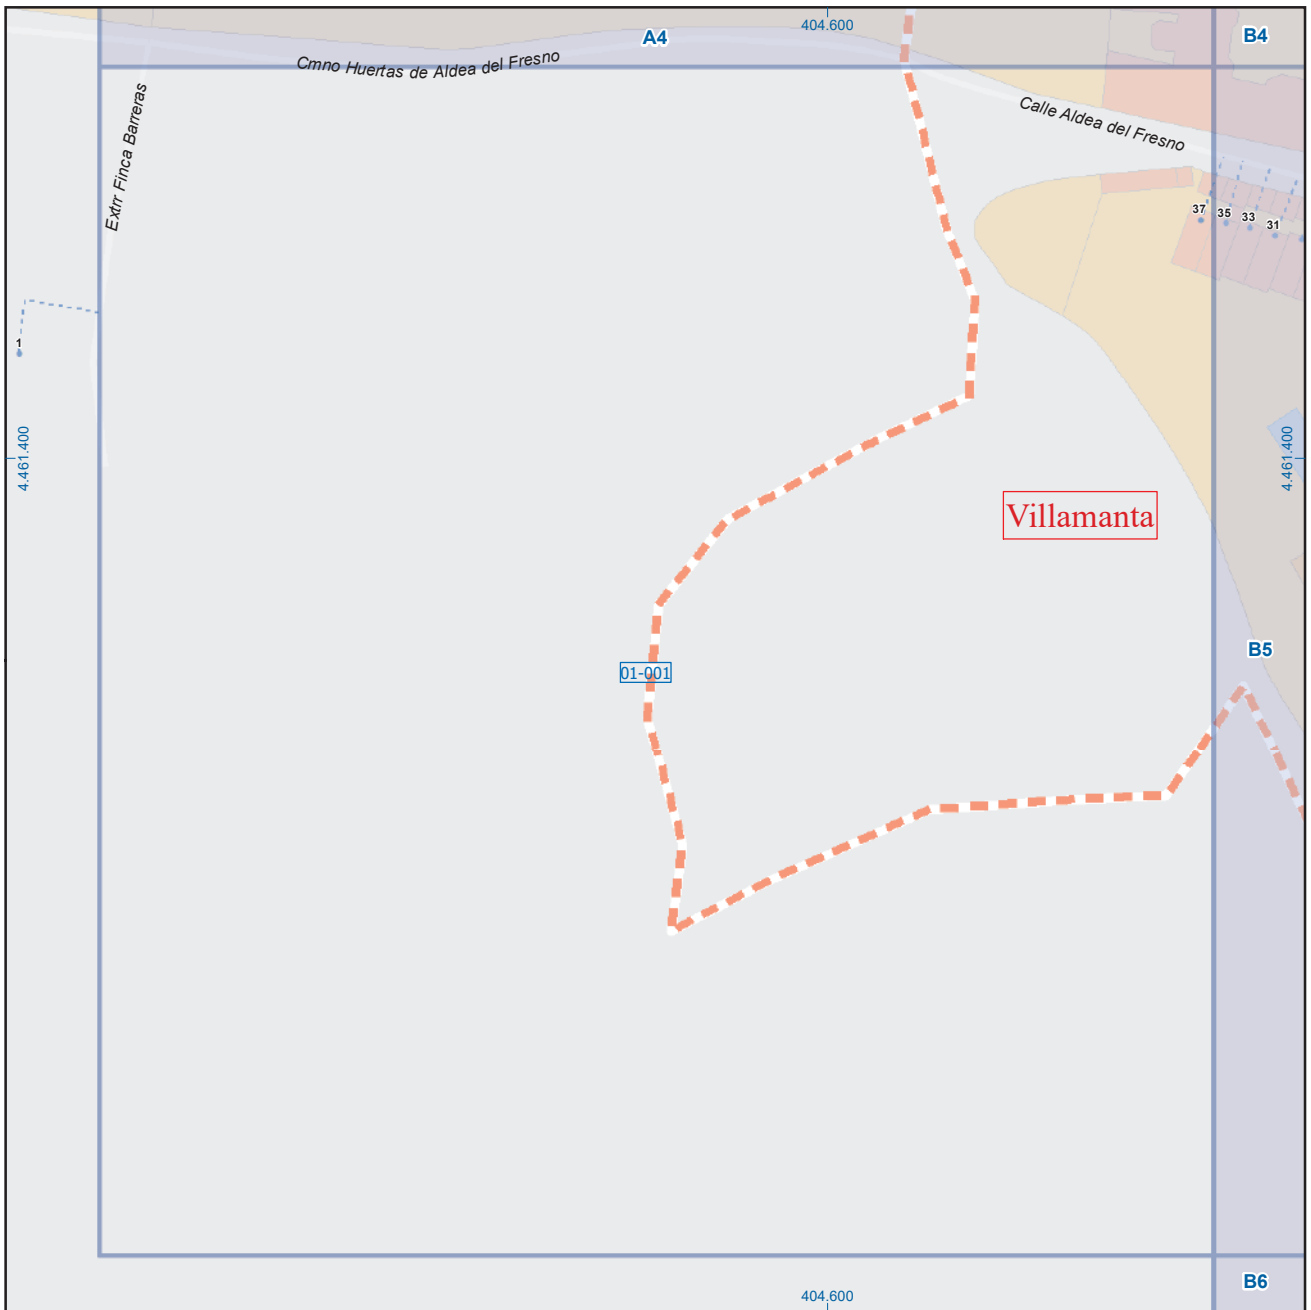 404.600
A4
B4
Cmno Huertas de Aldea del Fresno
Calle Aldea del Fresno
Extrr Finca Barreras
37
35
33
31
1
4.461.400
4.461.400
Villamanta
B5
01-001
B6
404.600